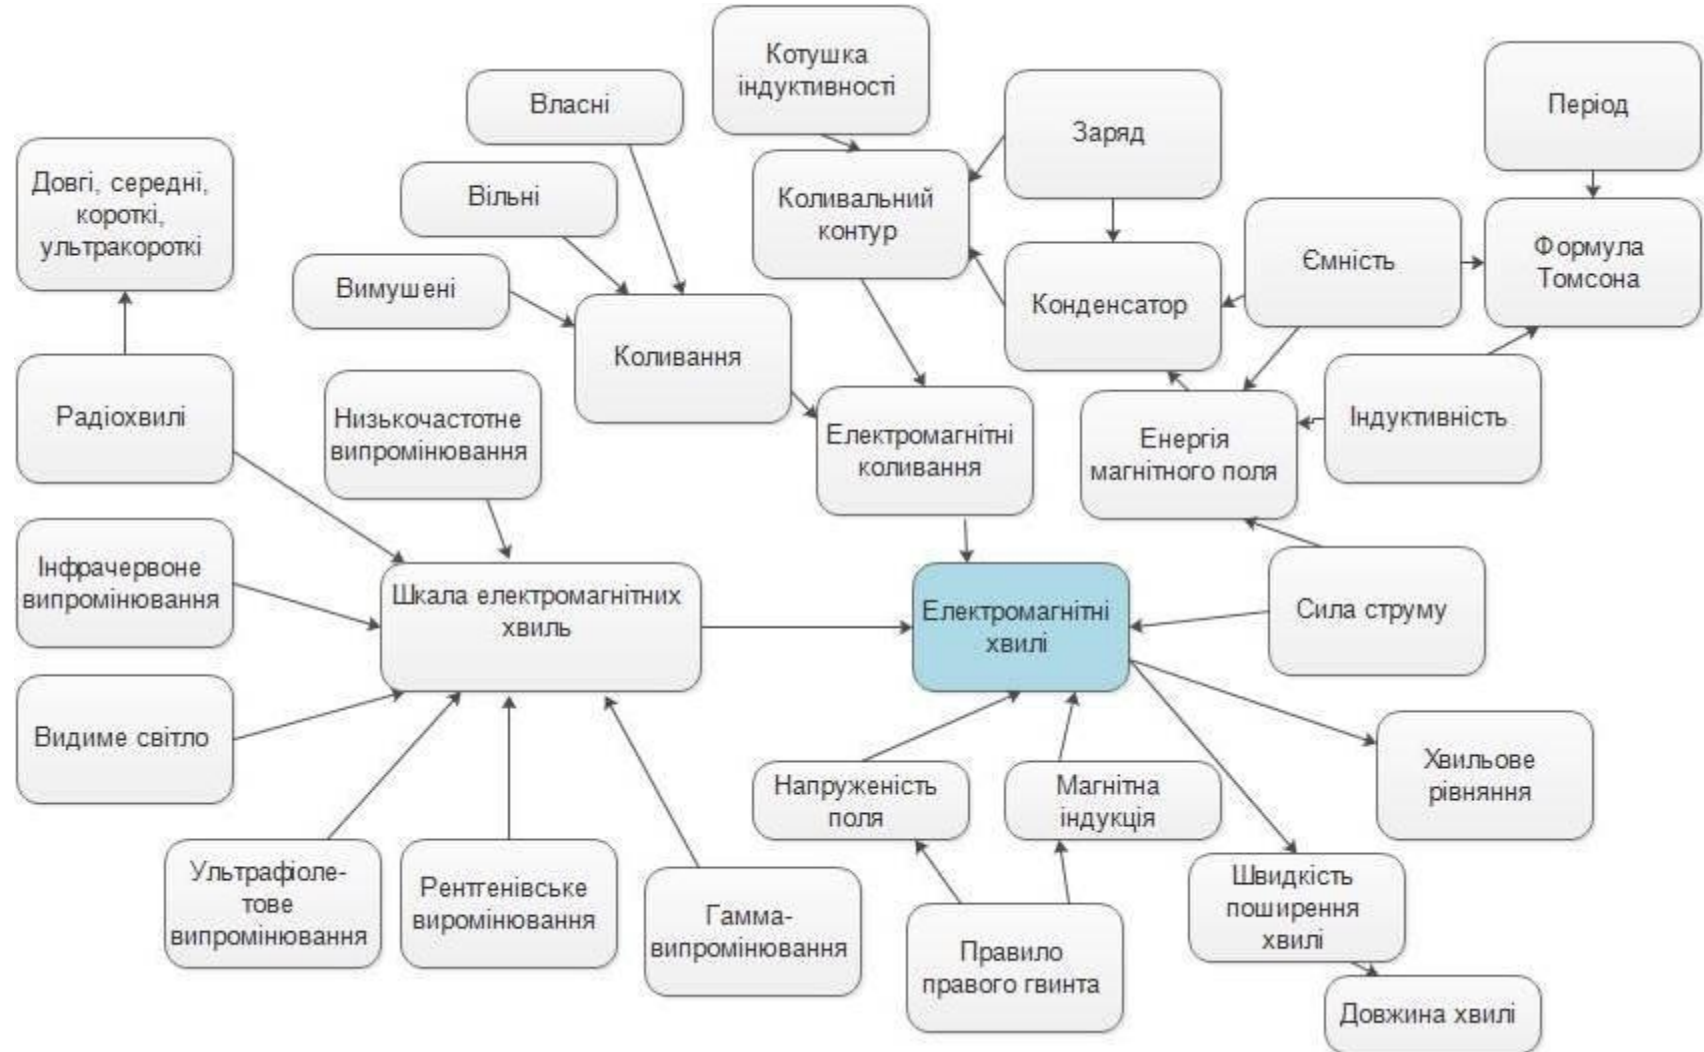 Котушка
індуктивності
Власні
Заряд
Період
Довгі, середні,
короткі,
ультракороткі
Вільні
Коливальний
контур
Ємність
Формула
Томсона
Вимушені
Конденсатор
Коливання
Радіохвилі
Низькочастотне
випромінювання
Електромагнітні
коливання
Енергія
магнітного поля
Індуктивність
Інфрачервоне
випромінювання
Шкала електромагнітних
хвиль
Електромагнітні
хвилі
Сила струму
Видиме світло
Напруженість
поля
Магнітна
індукція
Хвильове
рівняння
Ультрафіоле-
тове
випромінювання
Рентгенівське
виромінювання
Гамма-
випромінювання
Правило
правого гвинта
Швидкість
поширення
хвилі
Довжина хвилі